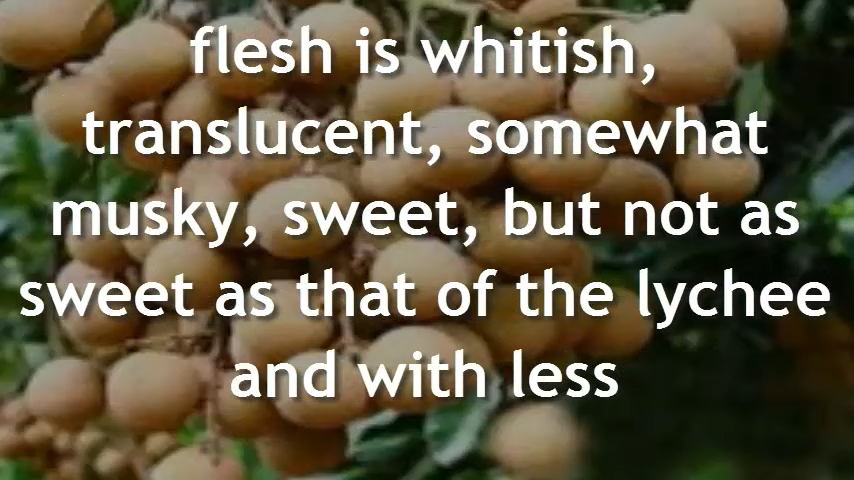 flesh is whitish,
translucent, somewhat
musky, sweet, but not as
sweet as that of the lychee
and with less